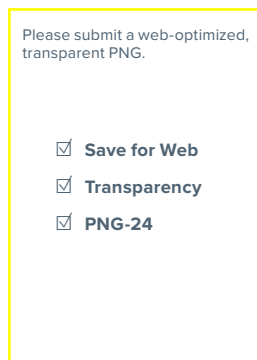 Please submit a web-optimized,
transparent PNG.
☑ Save for Web
☑ Transparency
☑ PNG-24